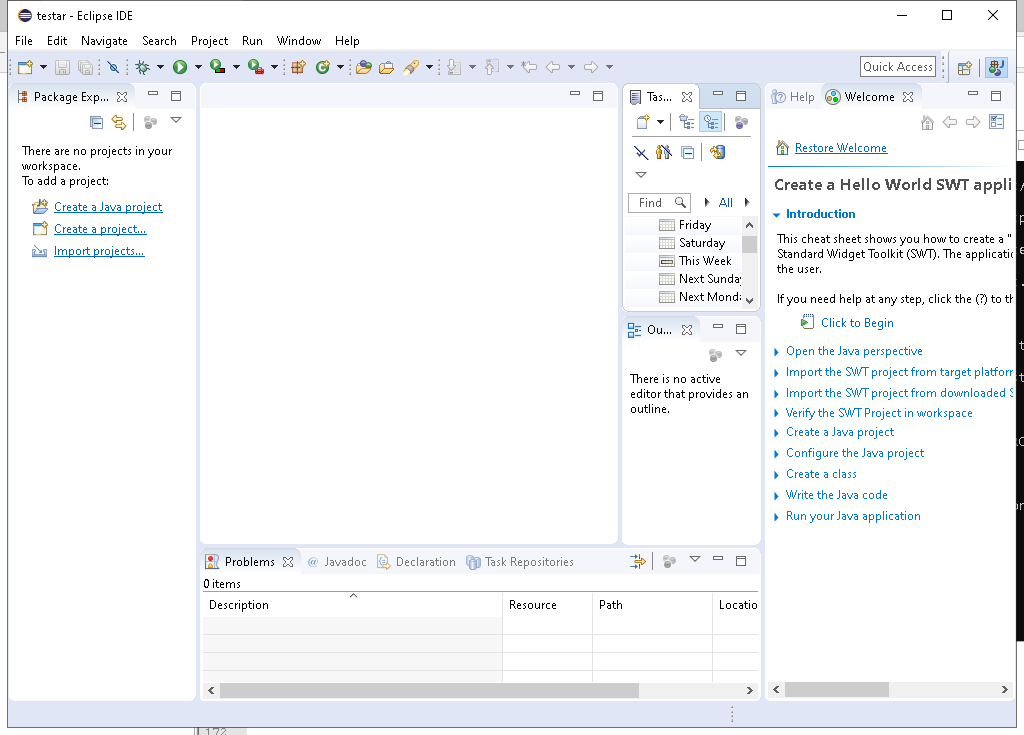 testar - Eclipse IDE
File Edit Navigate Search Project Run Window Help
Quick Access
Package Exp...
There are no projects in your
workspace.
To add a project:
Create a Java project
Create a project...
Import projects...
Tas...
Find
All
Friday
Saturday
This Week
Next Sunda
Next Mond
Ou...
There is no active
editor that provides an
outline.
Help Welcome
Restore Welcome
Create a Hello World SWT appli
Introduction
This cheat sheet shows you how to create a "
Standard Widget Toolkit (SWT). The applicatio
the user.
If you need help at any step, click the (?) to th
Click to Begin
Open the Java perspective
Import the SWT project from target platform
Import the SWT project from downloaded S
Verify the SWT Project in workspace
Create a Java project
Configure the Java project
Create a class
Write the Java code
Run your Java application
Problems @ Javadoc Declaration Task Repositories
0 items
Description Resource Path Locatio
172